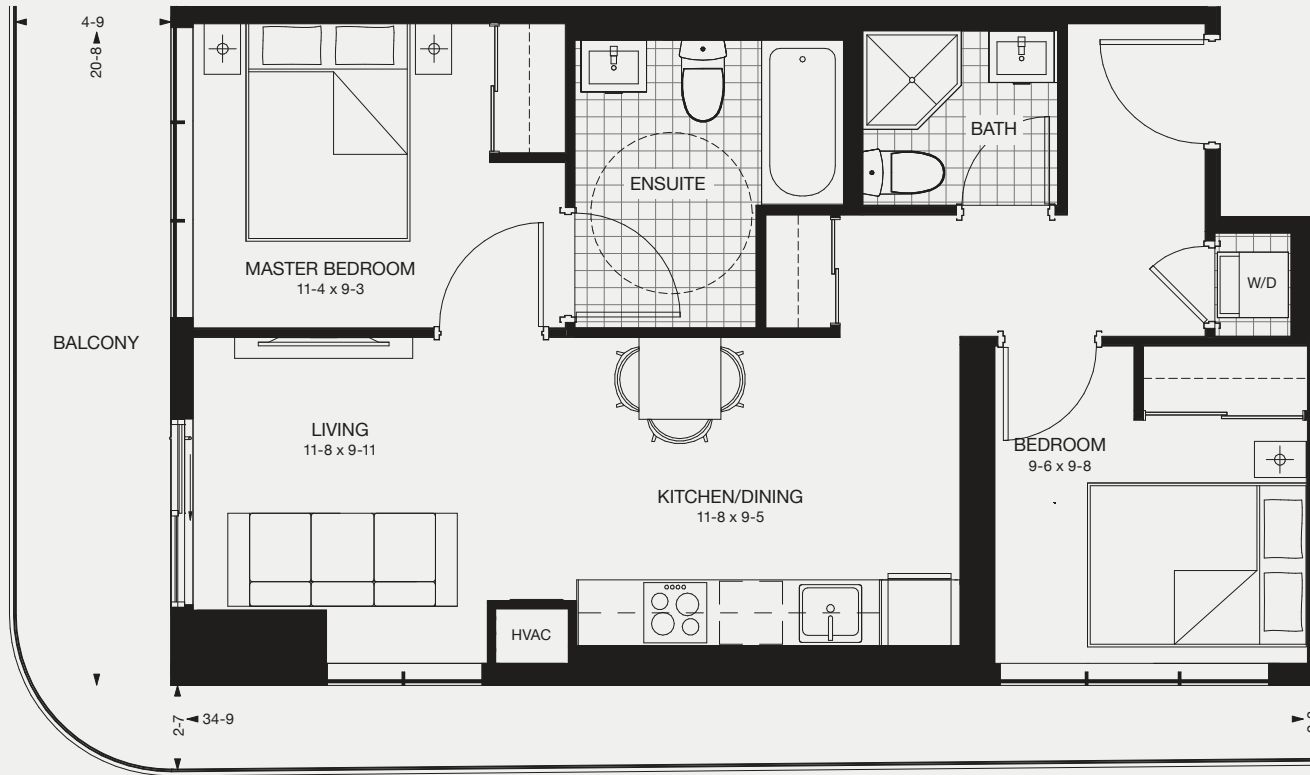 4-9
20-8
BATH
ENSUITE
MASTER BEDROOM
11-4 x 9-3
W/D
BALCONY
LIVING
11-8 x 9-11
BEDROOM
9-6 x 9-8
KITCHEN/DINING
11-8 x 9-5
HVAC
2-7
34-9